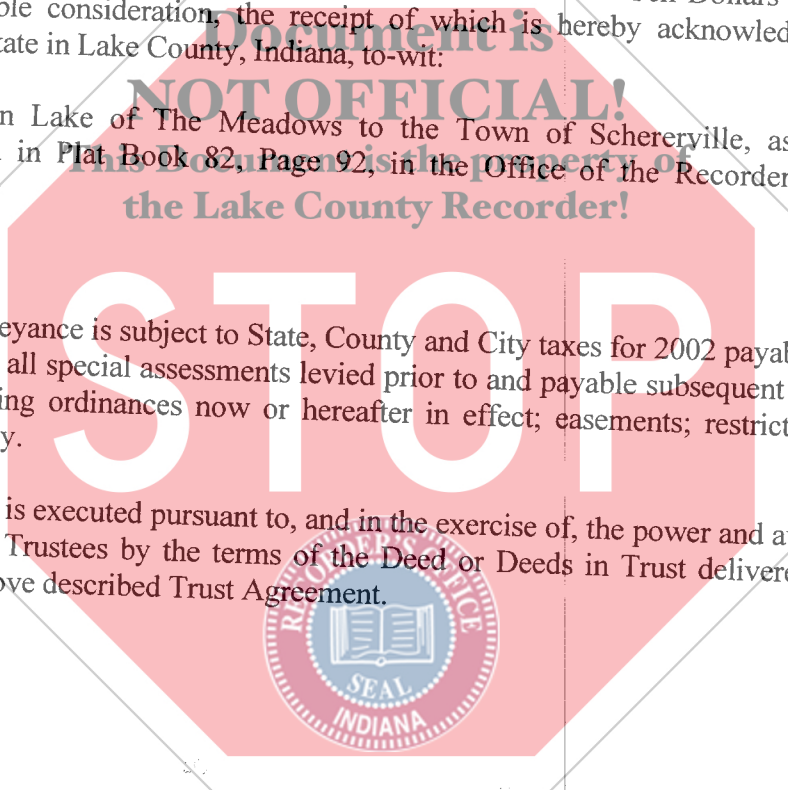 ble consideration, the receipt of which is hereby acknowled
Document is
tate in Lake County, Indiana, to-wit:
NOT OFFICIAL!
n Lake of The Meadows to the Town of Schererville, as
in Plat Book 82, Page 92, in the Office of the Recorder
This Document is the property of
the Lake County Recorder!
STOP
eyance is subject to State, County and City taxes for 2002 payab
all special assessments levied prior to and payable subsequent
ing ordinances now or hereafter in effect; easements; restrict
y.
is executed pursuant to, and in the exercise of, the power and a
Trustees by the terms of the Deed or Deeds in Trust delivere
ove described Trust Agreement.
RECORDER'S OFFICE
SEAL
INDIANA